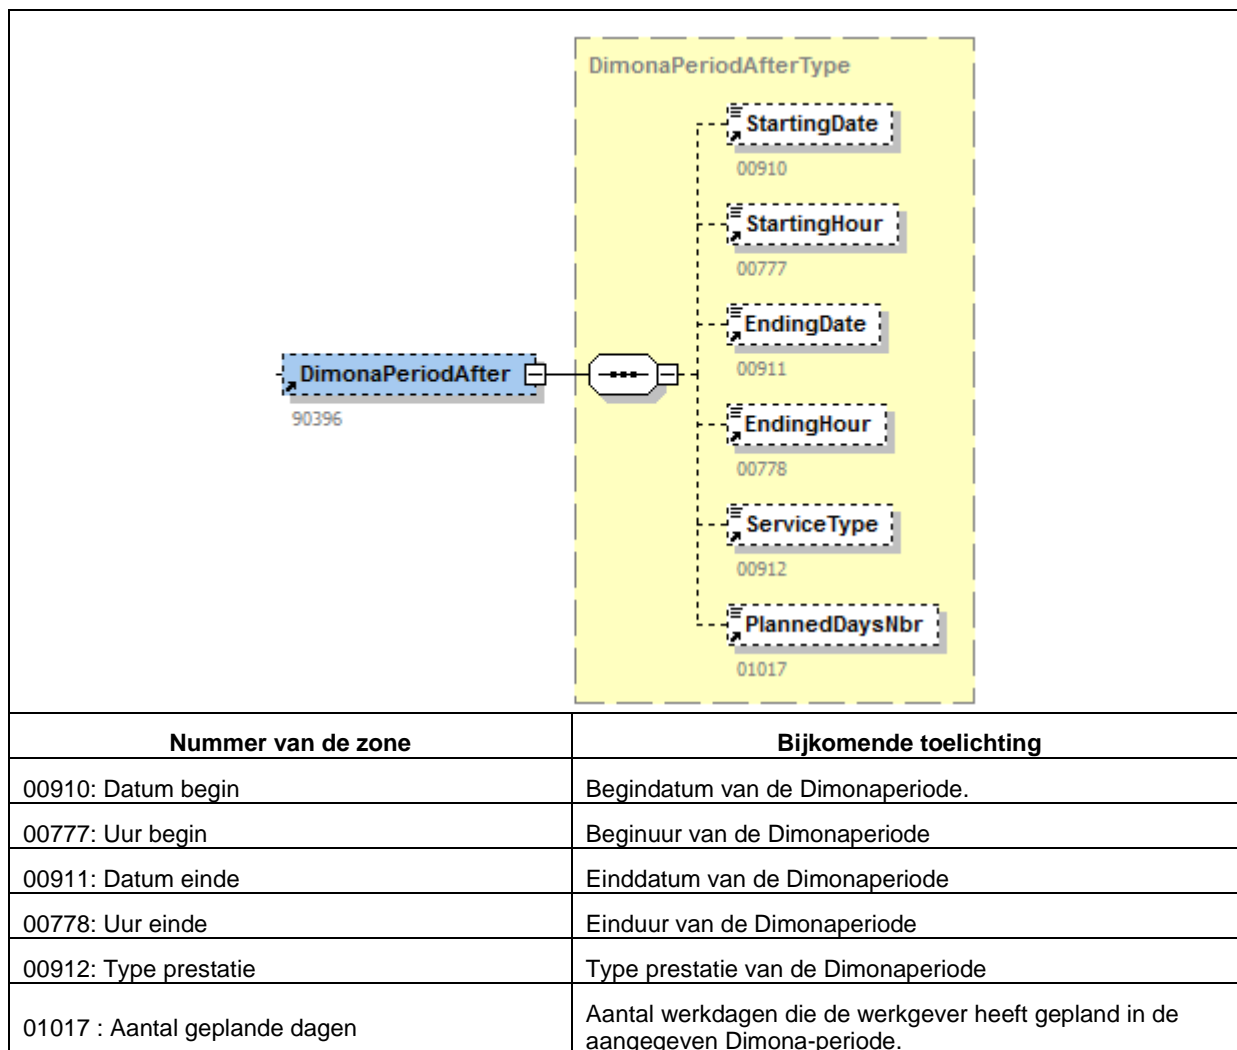 DimonaPeriodAfterType
StartingDate
00910
StartingHour
00777
EndingDate
00911
DimonaPeriodAfter
90396
EndingHour
00778
ServiceType
00912
PlannedDaysNbr
01017
Nummer van de zone
Bijkomende toelichting
00910: Datum begin
Begindatum van de Dimonaperiode.
00777: Uur begin
Beginuur van de Dimonaperiode
00911: Datum einde
Einddatum van de Dimonaperiode
00778: Uur einde
Einduur van de Dimonaperiode
00912: Type prestatie
Type prestatie van de Dimonaperiode
01017 : Aantal geplande dagen
Aantal werkdagen die de werkgever heeft gepland in de
aangegeven Dimona-periode.